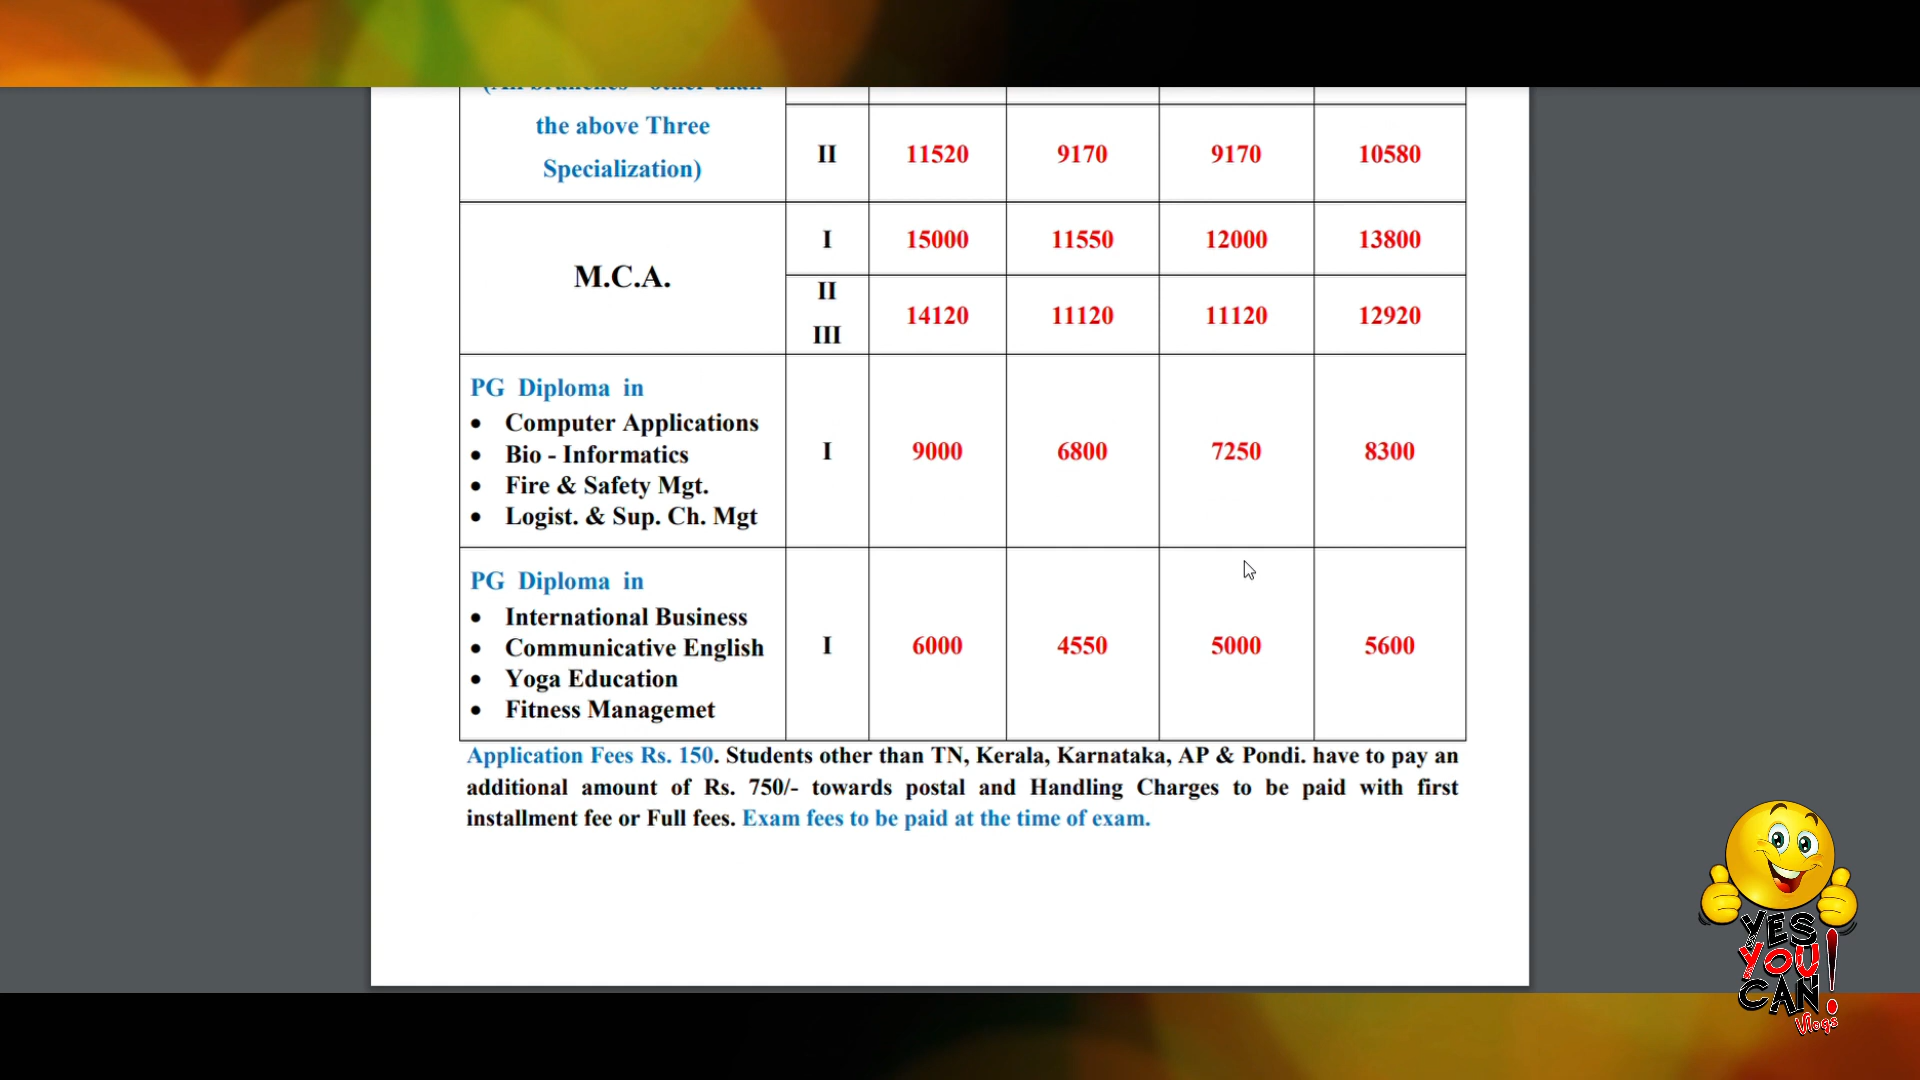 (All branches - other than
the above Three
Specialization)
II 11520 9170 9170 10580
M.C.A.
I 15000 11550 12000 13800
II
III
14120 11120 11120 12920
PG Diploma in
• Computer Applications
• Bio - Informatics
• Fire & Safety Mgt.
• Logist. & Sup. Ch. Mgt
I 9000 6800 7250 8300
PG Diploma in
• International Business
• Communicative English
• Yoga Education
• Fitness Managemet
I 6000 4550 5000 5600
Application Fees Rs. 150. Students other than TN, Kerala, Karnataka, AP & Pondi. have to pay an
additional amount of Rs. 750/- towards postal and Handling Charges to be paid with first
installment fee or Full fees. Exam fees to be paid at the time of exam.
YES
YOU
CAN!
Vlogs